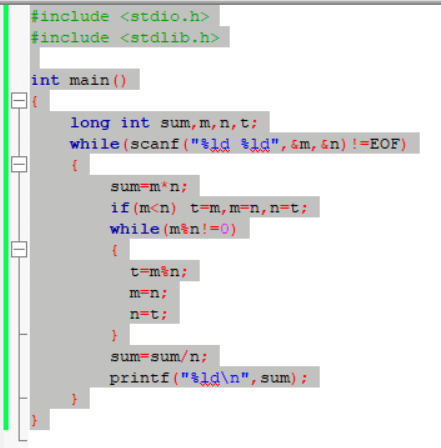 #include <stdio.h>
#include <stdlib.h>
int main()
{
long int sum,m,n,t;
while(scanf("%ld %ld",&m,&n)!=EOF)
{
sum=m*n;
if(m<n) t=m,m=n,n=t;
while(m%n!=0)
{
t=m%n;
m=n;
n=t;
}
sum=sum/n;
printf("%ld\n",sum);
}
}